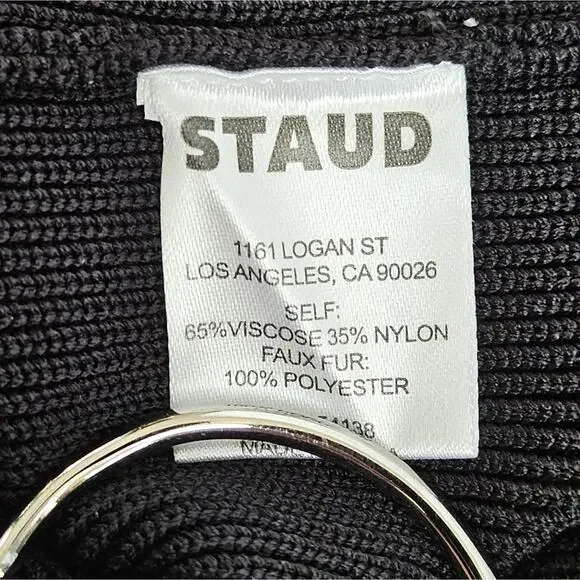 STAUD
1161 LOGAN ST
LOS ANGELES, CA 90026
SELF:
65%VISCOSE 35% NYLON
FAUX FUR:
100% POLYESTER